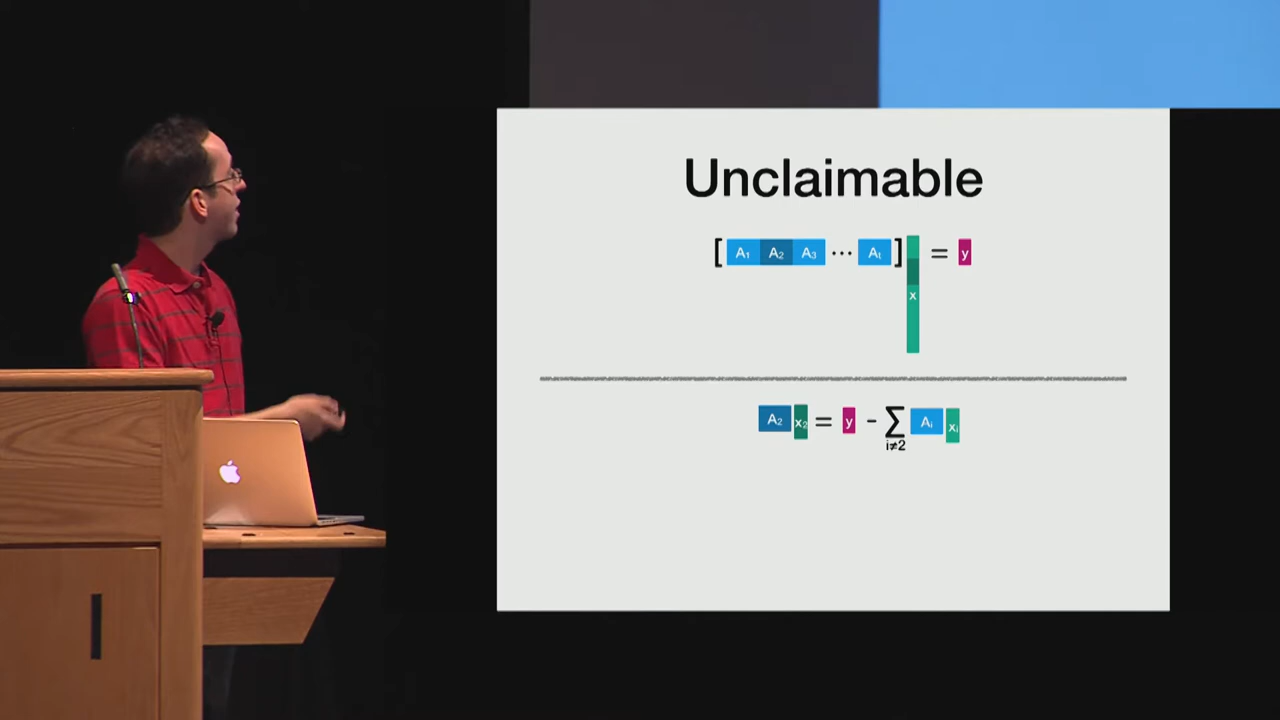 Unclaimable
[ A₁ A₂ A₃ ⋯ Aₜ ] x = y
A₂ x₂ = y - ∑ Aᵢ xᵢ
i≠2